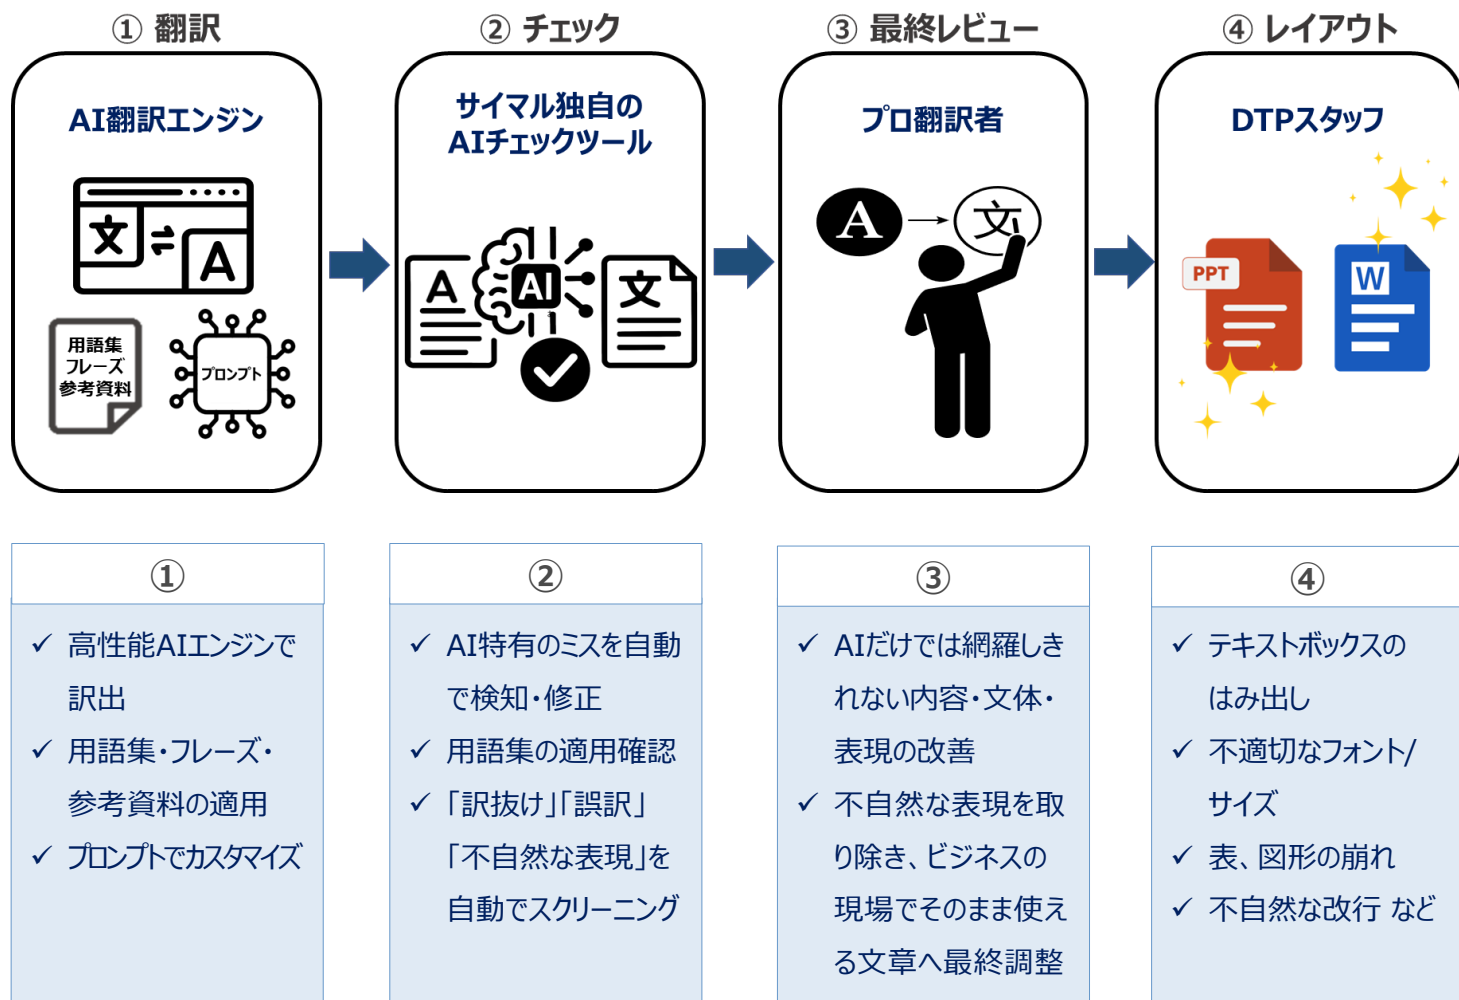 ① 翻訳
② チェック
③ 最終レビュー
④ レイアウト
AI翻訳エンジン
文
A
用語集
フレーズ
参考資料
プロンプト
サイマル独自の
AIチェックツール
A
AI
文
プロ翻訳者
A
文
DTPスタッフ
PPT
W
①
✓ 高性能AIエンジンで
訳出
✓ 用語集・フレーズ・
参考資料の適用
✓ プロンプトでカスタマイズ
②
✓ AI特有のミスを自動
で検知・修正
✓ 用語集の適用確認
✓ 「訳抜け」「誤訳」
「不自然な表現」を
自動でスクリーニング
③
✓ AIだけでは網羅しき
れない内容・文体・
表現の改善
✓ 不自然な表現を取
り除き、ビジネスの
現場でそのまま使え
る文章へ最終調整
④
✓ テキストボックスの
はみ出し
✓ 不適切なフォント/
サイズ
✓ 表、図形の崩れ
✓ 不自然な改行 など